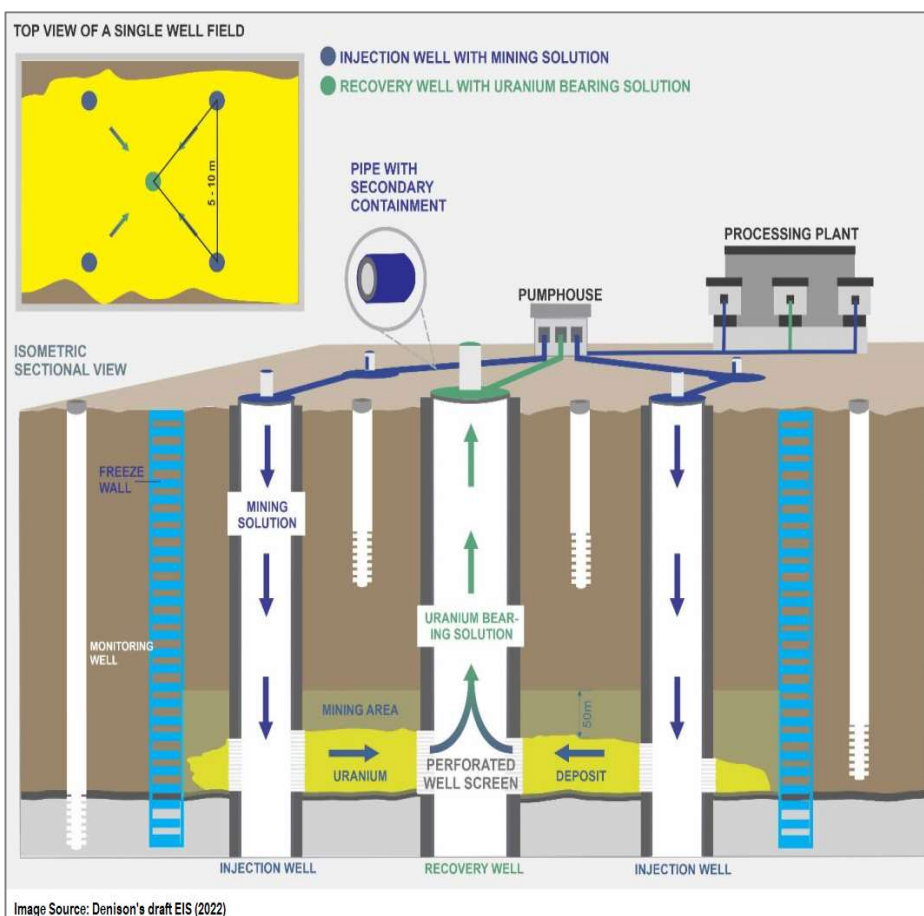 TOP VIEW OF A SINGLE WELL FIELD
INJECTION WELL WITH MINING SOLUTION
RECOVERY WELL WITH URANIUM BEARING SOLUTION
5 - 10 m
PIPE WITH
SECONDARY
CONTAINMENT
PROCESSING PLANT
PUMPHOUSE
ISOMETRIC
SECTIONAL VIEW
FREEZE
WALL
MINING
SOLUTION
URANIUM BEAR-
ING SOLUTION
MONITORING
WELL
MINING AREA
50m
URANIUM
PERFORATED
WELL SCREEN
DEPOSIT
INJECTION WELL
RECOVERY WELL
INJECTION WELL
Image Source: Denison's draft EIS (2022)